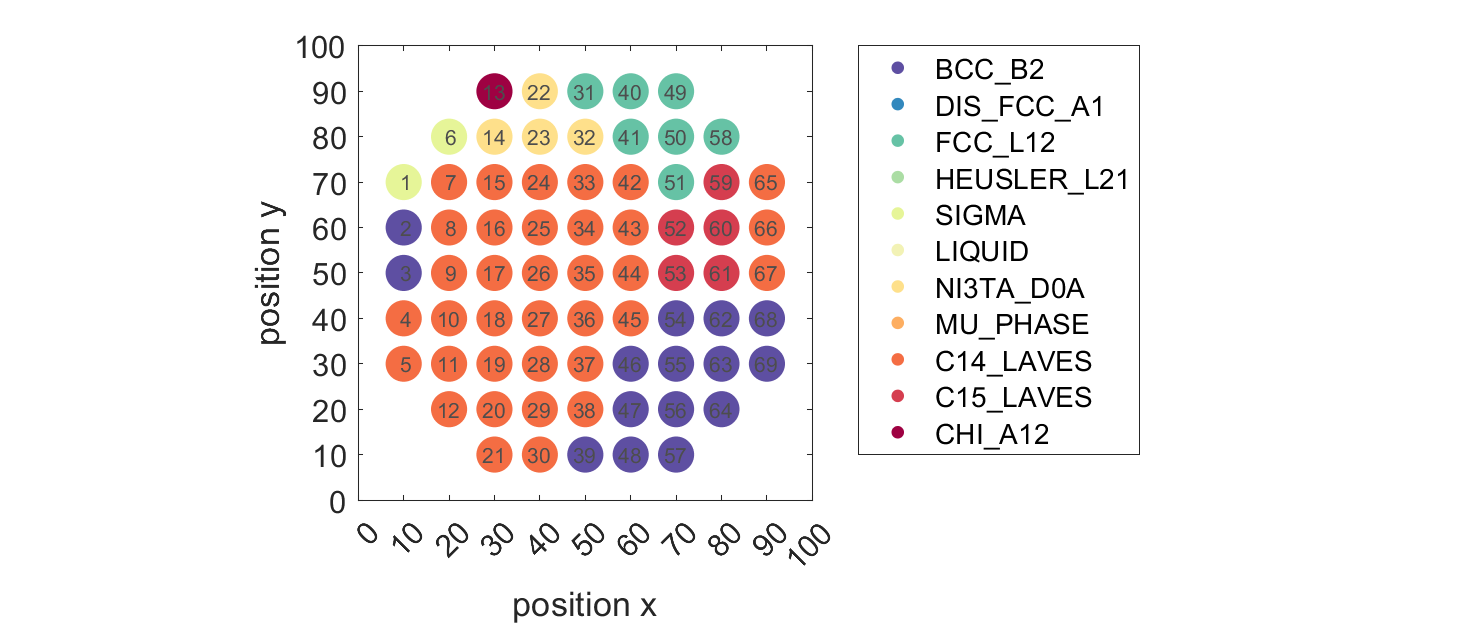 100
90
80
70
60
50
40
30
20
10
0
position y
13 22 31 40 49
6 14 23 32 41 50 58
1 7 15 24 33 42 51 59 65
2 8 16 25 34 43 52 60 66
3 9 17 26 35 44 53 61 67
4 10 18 27 36 45 54 62 68
5 11 19 28 37 46 55 63 69
12 20 29 38 47 56 64
21 30 39 48 57
0 10 20 30 40 50 60 70 80 90 100
position x
BCC_B2
DIS_FCC_A1
FCC_L12
HEUSLER_L21
SIGMA
LIQUID
NI3TA_D0A
MU_PHASE
C14_LAVES
C15_LAVES
CHI_A12